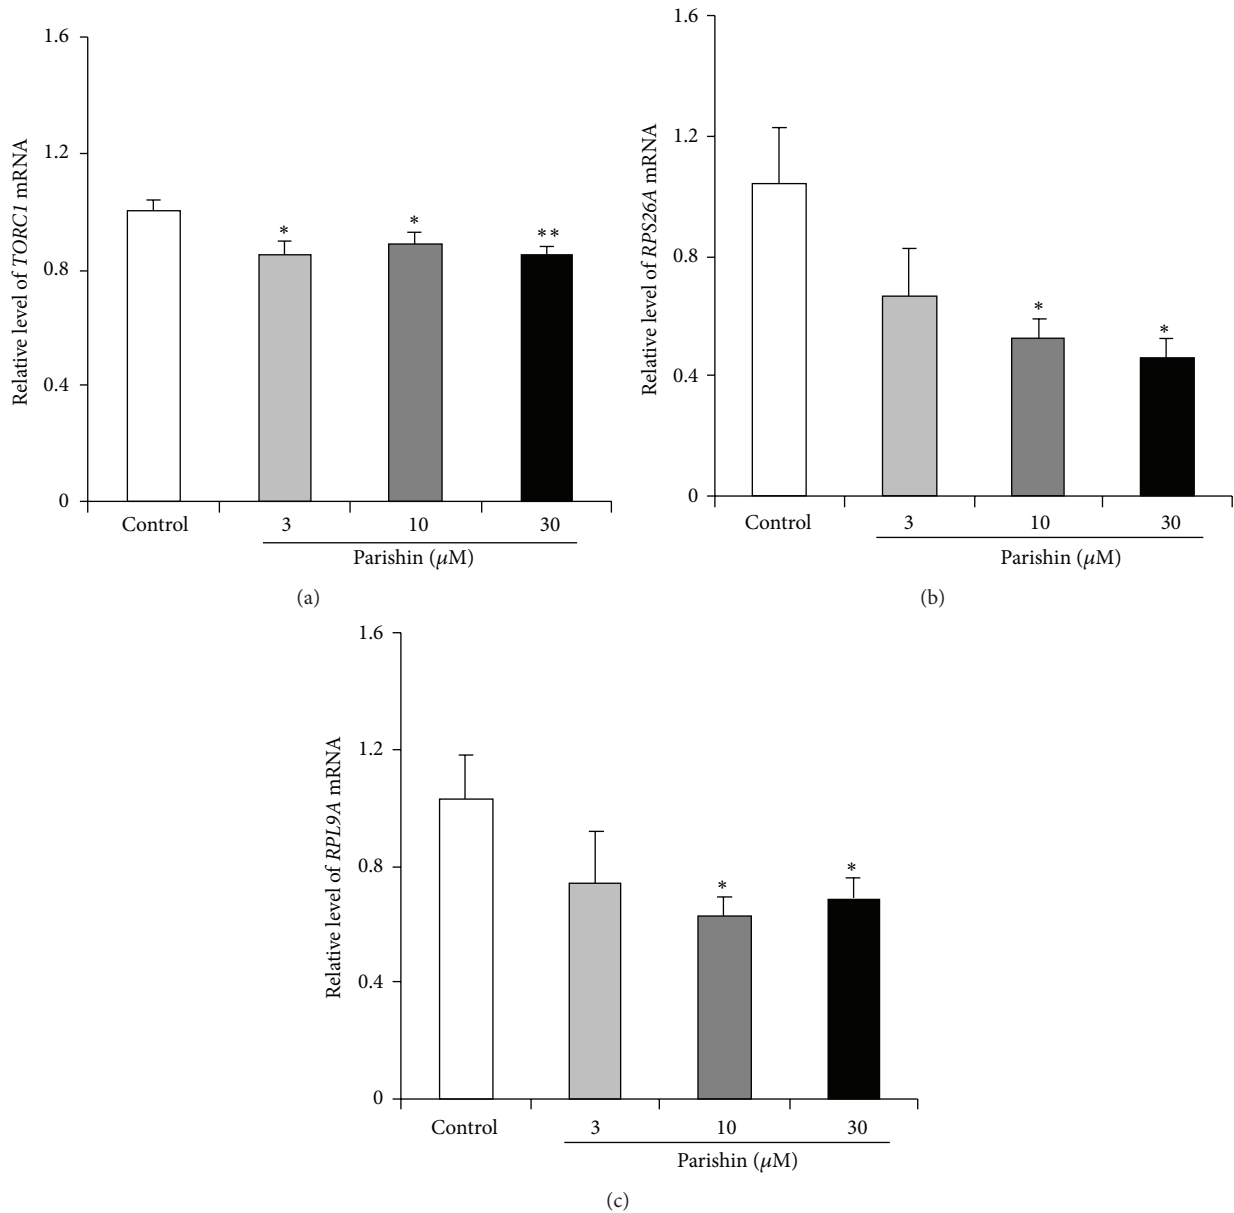 Relative level of TORC1 mRNA
1.6
1.2
0.8
0.4
0
*
*
**
Control
3
10
30
Parishin (μM)
(a)
Relative level of RPS26A mRNA
1.6
1.2
0.8
0.4
0
*
*
Control
3
10
30
Parishin (μM)
(b)
Relative level of RPL9A mRNA
1.6
1.2
0.8
0.4
0
*
*
Control
3
10
30
Parishin (μM)
(c)